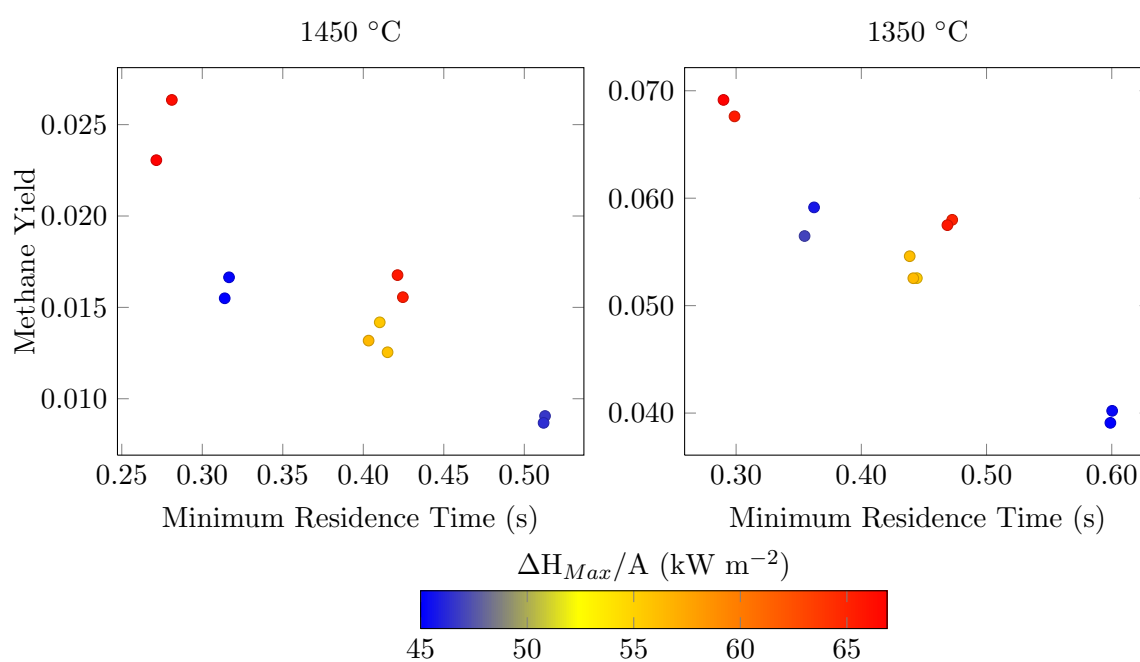 1450 °C
1350 °C
Methane Yield
0.025
0.020
0.015
0.010
0.25 0.30 0.35 0.40 0.45 0.50
Minimum Residence Time (s)
0.070
0.060
0.050
0.040
0.30 0.40 0.50 0.60
Minimum Residence Time (s)
ΔH_{Max}/A (kW m^{−2})
45 50 55 60 65